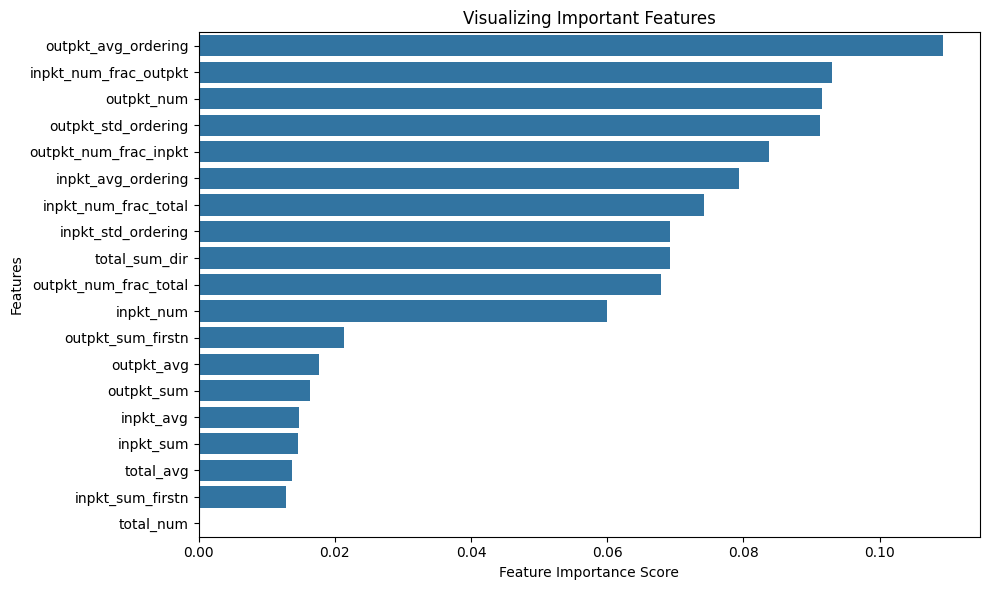 Visualizing Important Features
Features
outpkt_avg_ordering
inpkt_num_frac_outpkt
outpkt_num
outpkt_std_ordering
outpkt_num_frac_inpkt
inpkt_avg_ordering
inpkt_num_frac_total
inpkt_std_ordering
total_sum_dir
outpkt_num_frac_total
inpkt_num
outpkt_sum_firstn
outpkt_avg
outpkt_sum
inpkt_avg
inpkt_sum
total_avg
inpkt_sum_firstn
total_num
0.00 0.02 0.04 0.06 0.08 0.10
Feature Importance Score